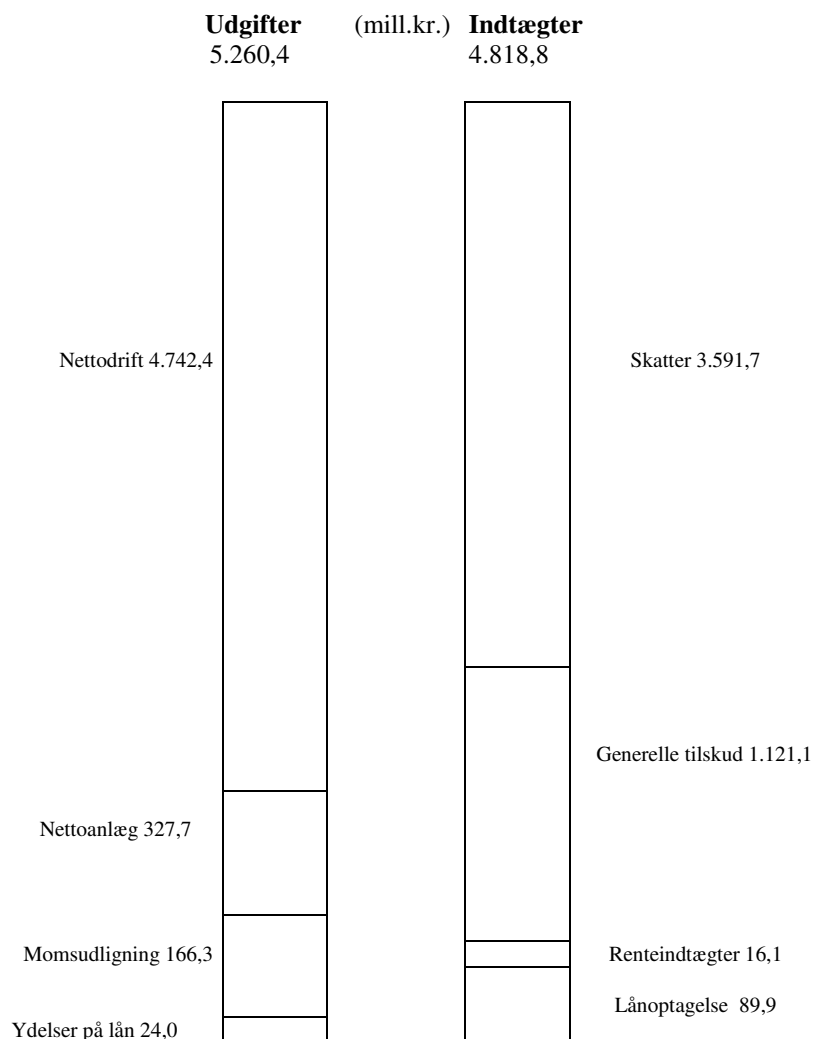 Udgifter (mill.kr.) Indtægter
5.260,4 4.818,8
Nettodrift 4.742,4 Skatter 3.591,7
Generelle tilskud 1.121,1
Nettoanlæg 327,7
Momsudligning 166,3 Renteindtægter 16,1
Lånoptagelse 89,9
Ydelser på lån 24,0